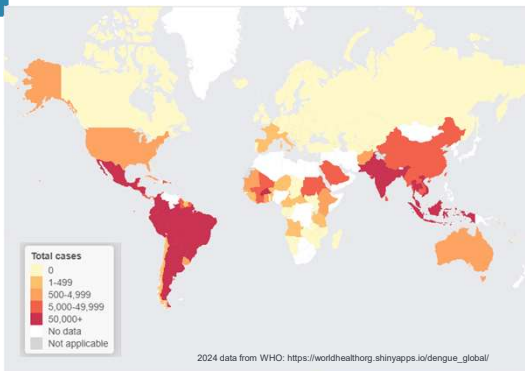 Total cases
0
1-499
500-4,999
5,000-49,999
50,000+
No data
Not applicable
2024 data from WHO: https://worldhealthorg.shinyapps.io/dengue_global/